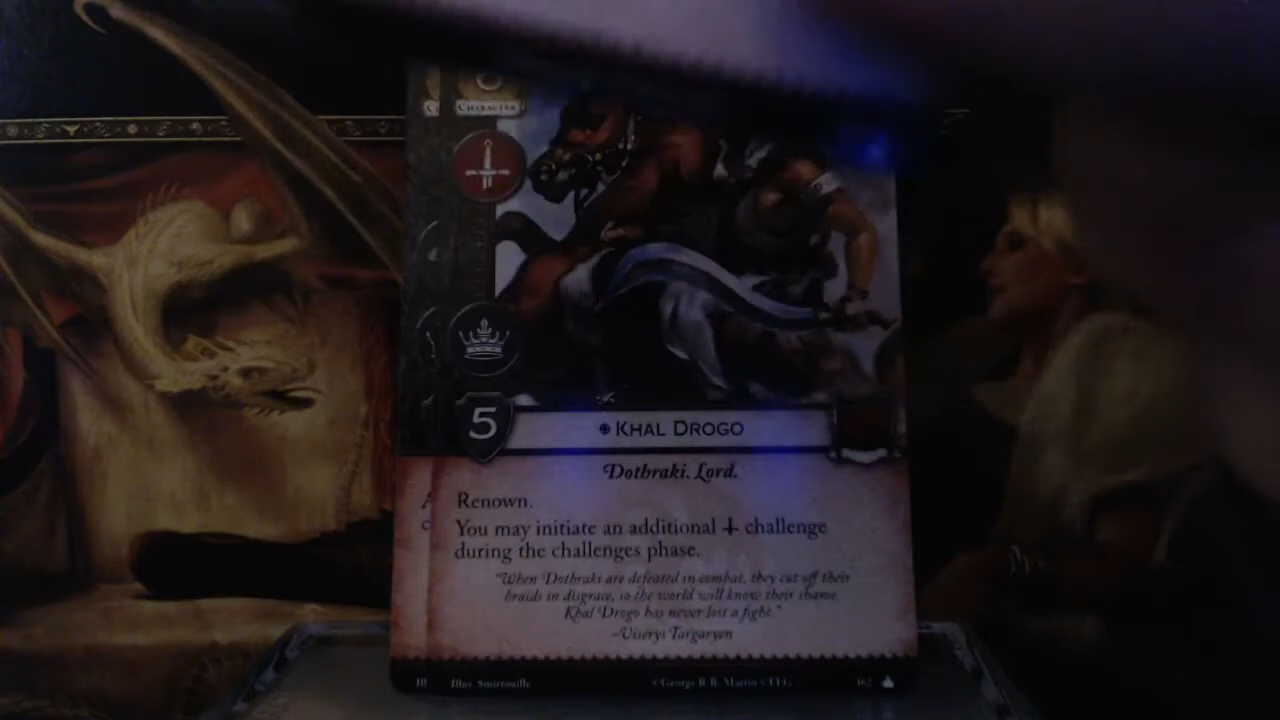 CHARACTER
5
KHAL DROGO
Dothraki. Lord.
Renown.
You may initiate an additional challenge
during the challenges phase.
"When Dothraki are defeated in combat, they cut off their
braids in disgrace, so the world will know their shame.
Khal Drogo has never lost a fight."
–Viserys Targaryen
Illus. Smirtouille
©George R.R. Martin ©FFG
162